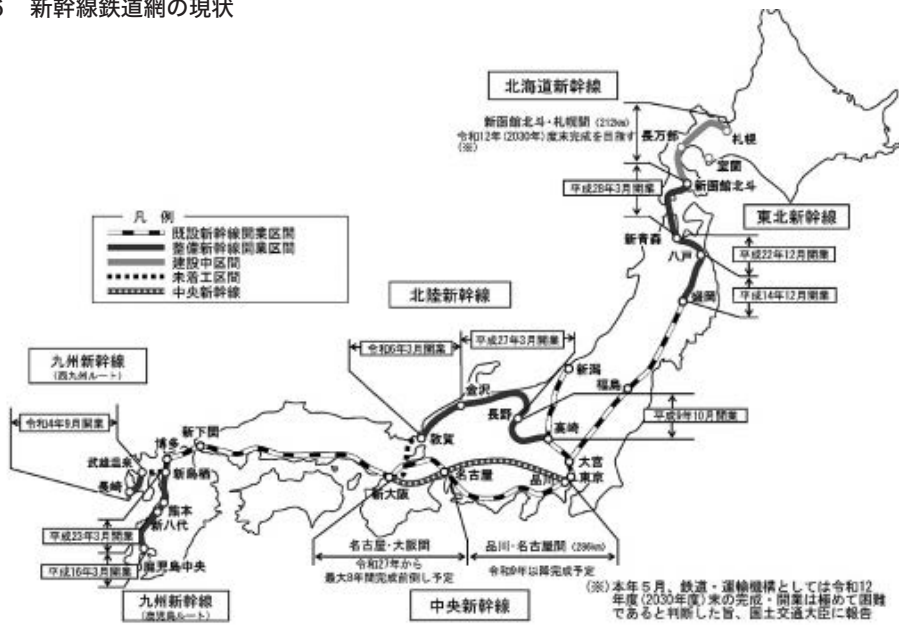 6 新幹線鉄道網の現状
北海道新幹線
新函館北斗・札幌間 (212km)
令和12年(2030年)度末完成を目指す
(※)
長万部
札幌
室蘭
新函館北斗
平成28年3月開業
東北新幹線
新青森
八戸
平成22年12月開業
平成14年12月開業
盛岡
凡 例
既設新幹線開業区間
整備新幹線開業区間
建設中区間
未着工区間
中央新幹線
北陸新幹線
令和6年3月開業
平成27年3月開業
新潟
福島
金沢
長野
平成9年10月開業
高崎
敦賀
大宮
東京
品川
名古屋
新大阪
九州新幹線
(西九州ルート)
令和4年9月開業
新下関
博多
武雄温泉
新鳥栖
長崎
熊本
新八代
平成23年3月開業
鹿児島中央
平成16年3月開業
九州新幹線
(鹿児島ルート)
名古屋・大阪間
令和27年から
最大8年間完成前倒し予定
品川・名古屋間 (286km)
令和9年以降完成予定
中央新幹線
(※)本年5月、鉄道・運輸機構としては令和12
年度(2030年度)末の完成・開業は極めて困難
であると判断した旨、国土交通大臣に報告